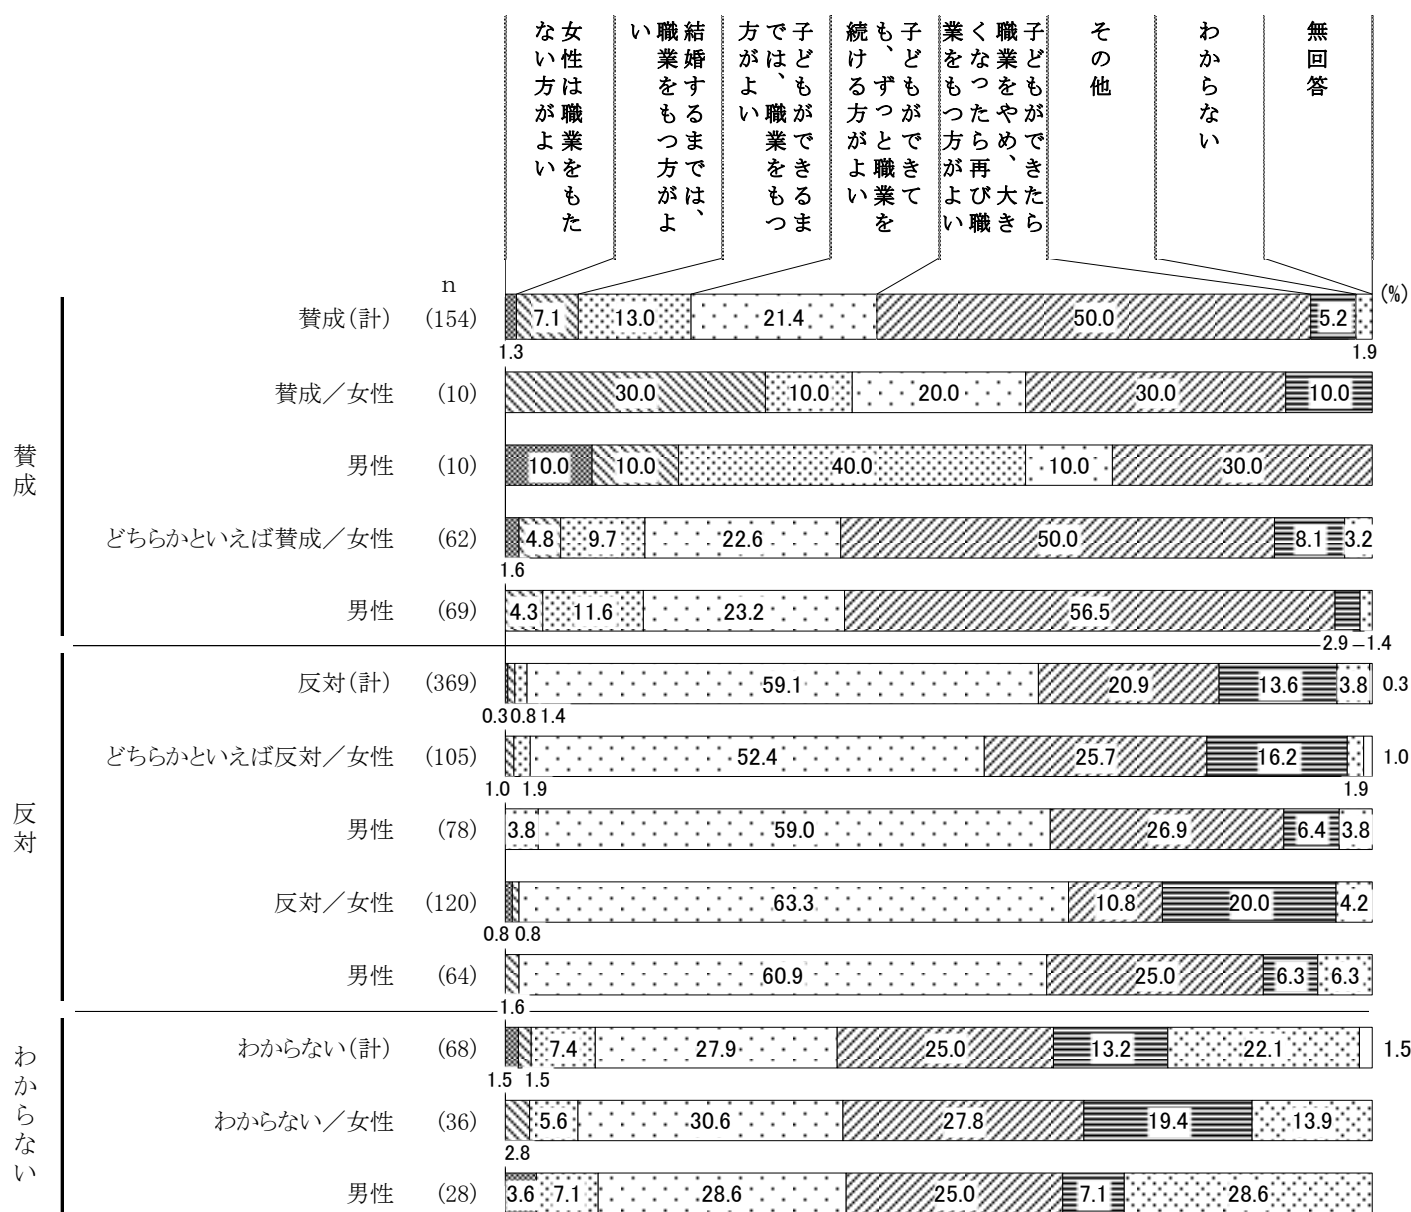 女性は職業をもた
ない方がよい
結婚するまでは、
職業をもつ方がよ
い
子どもができるま
では、職業をもつ
方がよい
子どもができて
も、ずっと職業を
続ける方がよい
子どもができたら
職業をやめ、大き
くなったら再び職
業をもつ方がよい
その他
わからない
無回答
n
(%)
賛成
賛成(計) (154) 7.1 13.0 21.4 50.0 5.2
1.3 1.9
賛成／女性 (10) 30.0 10.0 20.0 30.0 10.0
男性 (10) 10.0 10.0 40.0 10.0 30.0
どちらかといえば賛成／女性 (62) 4.8 9.7 22.6 50.0 8.1 3.2
1.6
男性 (69) 4.3 11.6 23.2 56.5
2.9 1.4
反対
反対(計) (369) 59.1 20.9 13.6 3.8 0.3
0.3 0.8 1.4
どちらかといえば反対／女性 (105) 52.4 25.7 16.2 1.0
1.0 1.9 1.9
男性 (78) 3.8 59.0 26.9 6.4 3.8
反対／女性 (120) 63.3 10.8 20.0 4.2
0.8 0.8
男性 (64) 60.9 25.0 6.3 6.3
1.6
わからない
わからない(計) (68) 7.4 27.9 25.0 13.2 22.1 1.5
1.5 1.5
わからない／女性 (36) 5.6 30.6 27.8 19.4 13.9
2.8
男性 (28) 3.6 7.1 28.6 25.0 7.1 28.6